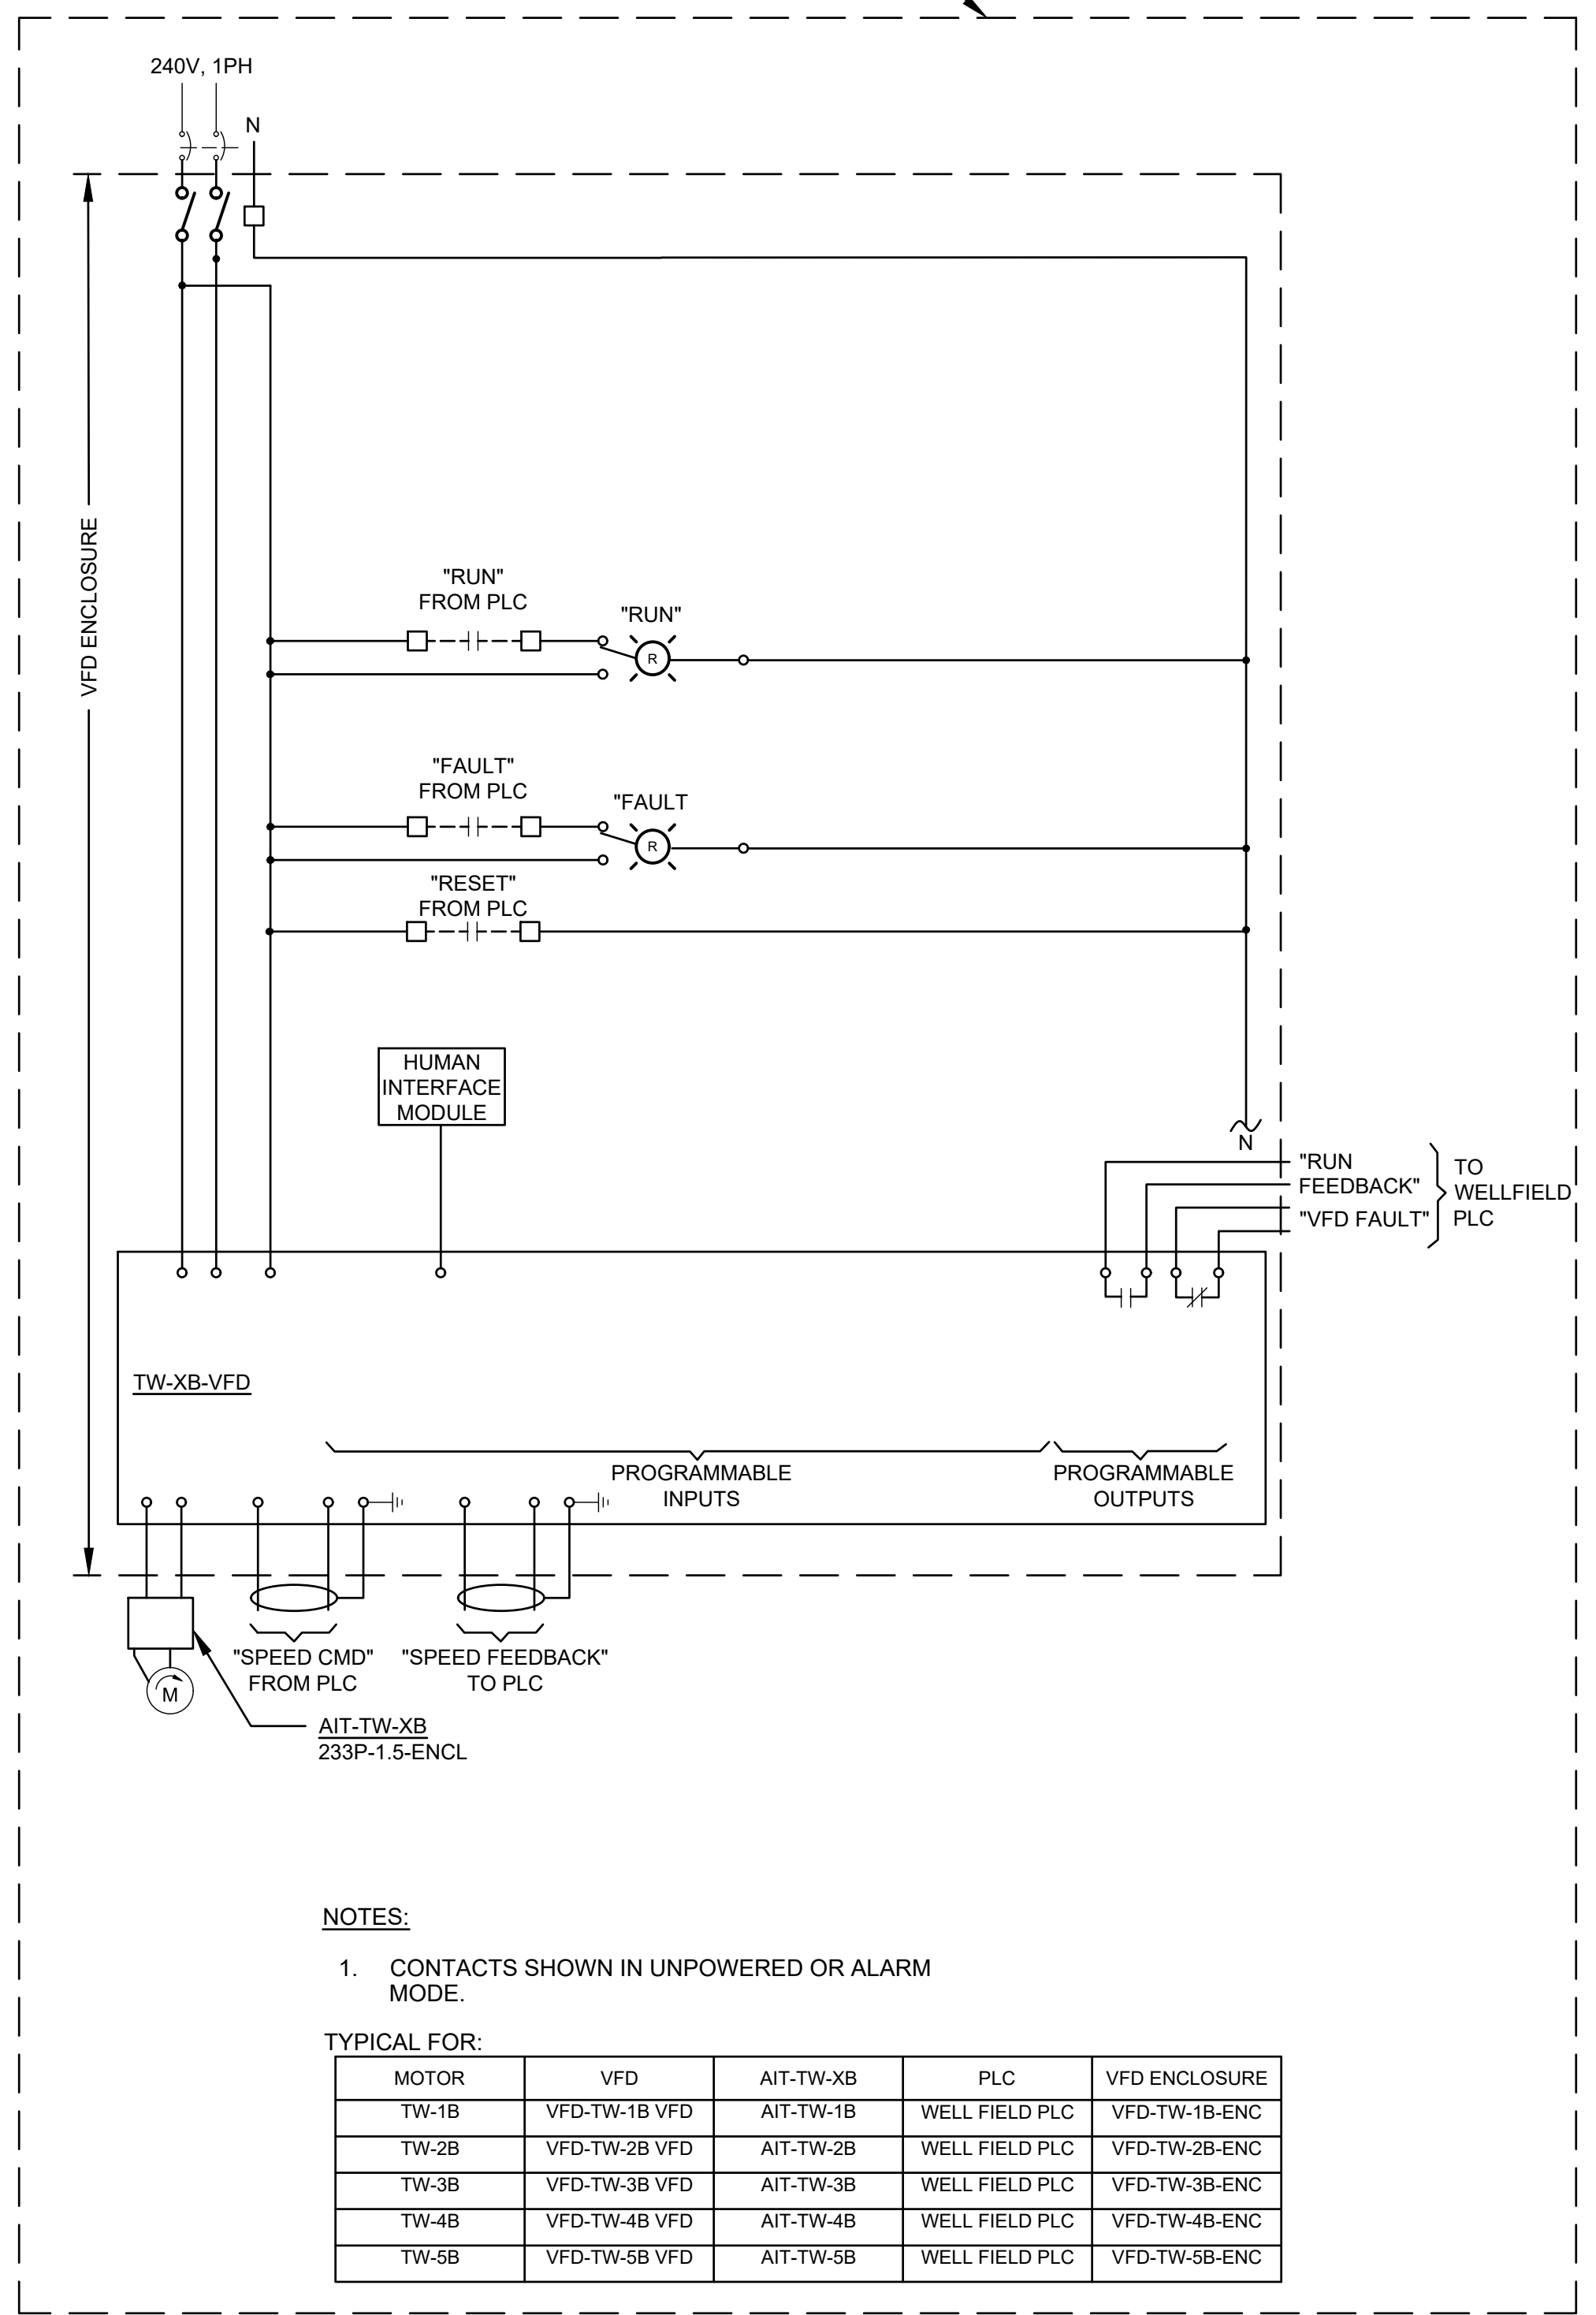 240V, 1PH
N
VFD ENCLOSURE
"RUN"
FROM PLC
"RUN"
R
"FAULT"
FROM PLC
"FAULT
R
"RESET"
FROM PLC
HUMAN
INTERFACE
MODULE
N
"RUN
FEEDBACK"
"VFD FAULT"
TO
WELLFIELD
PLC
TW-XB-VFD
PROGRAMMABLE
INPUTS
PROGRAMMABLE
OUTPUTS
"SPEED CMD"
FROM PLC
"SPEED FEEDBACK"
TO PLC
M
AIT-TW-XB
233P-1.5-ENCL
NOTES:
1. CONTACTS SHOWN IN UNPOWERED OR ALARM
MODE.
TYPICAL FOR:
MOTOR VFD AIT-TW-XB PLC VFD ENCLOSURE
TW-1B VFD-TW-1B VFD AIT-TW-1B WELL FIELD PLC VFD-TW-1B-ENC
TW-2B VFD-TW-2B VFD AIT-TW-2B WELL FIELD PLC VFD-TW-2B-ENC
TW-3B VFD-TW-3B VFD AIT-TW-3B WELL FIELD PLC VFD-TW-3B-ENC
TW-4B VFD-TW-4B VFD AIT-TW-4B WELL FIELD PLC VFD-TW-4B-ENC
TW-5B VFD-TW-5B VFD AIT-TW-5B WELL FIELD PLC VFD-TW-5B-ENC